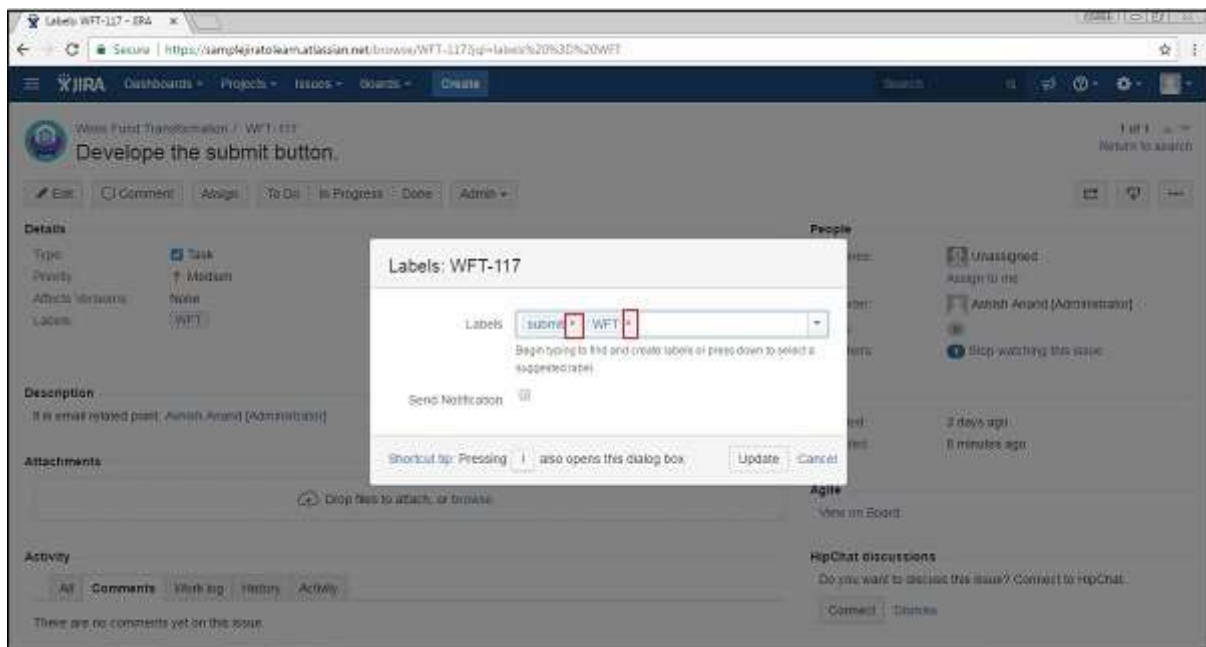 Labels WFT-117 - JIRA
Secure https://samplejiratolearn.atlassian.net/browse/WFT-117?jql=labels%20%3D%20WFT
JIRA Dashboards Projects Issues Boards Create Search
Fund Transformation / WFT-117
1 of 1
Develope the submit button.
Return to search
Edit Comment Assign To Do In Progress Done Admin
Details
People
Type: Task
Unassigned
Priority: Medium
Assign to me
Affects Versions: None
Ashish Anand [Administrator]
Labels: WFT
Stop watching this issue
Labels: WFT-117
Labels submit WFT
Begin typing to find and create labels or press down to select a
suggested label.
Send Notification
Shortcut tip: Pressing also opens this dialog box Update Cancel
Description
It is email related Ashish Anand [Administrator]
3 days ago
minutes ago
Attachments
Drop files to attach, or browse.
Agile
View on Board
Activity
HipChat discussions
All Comments Work log History Activity
Do you want to discuss this issue? Connect to HipChat.
Connect Dismiss
There are no comments yet on this issue.